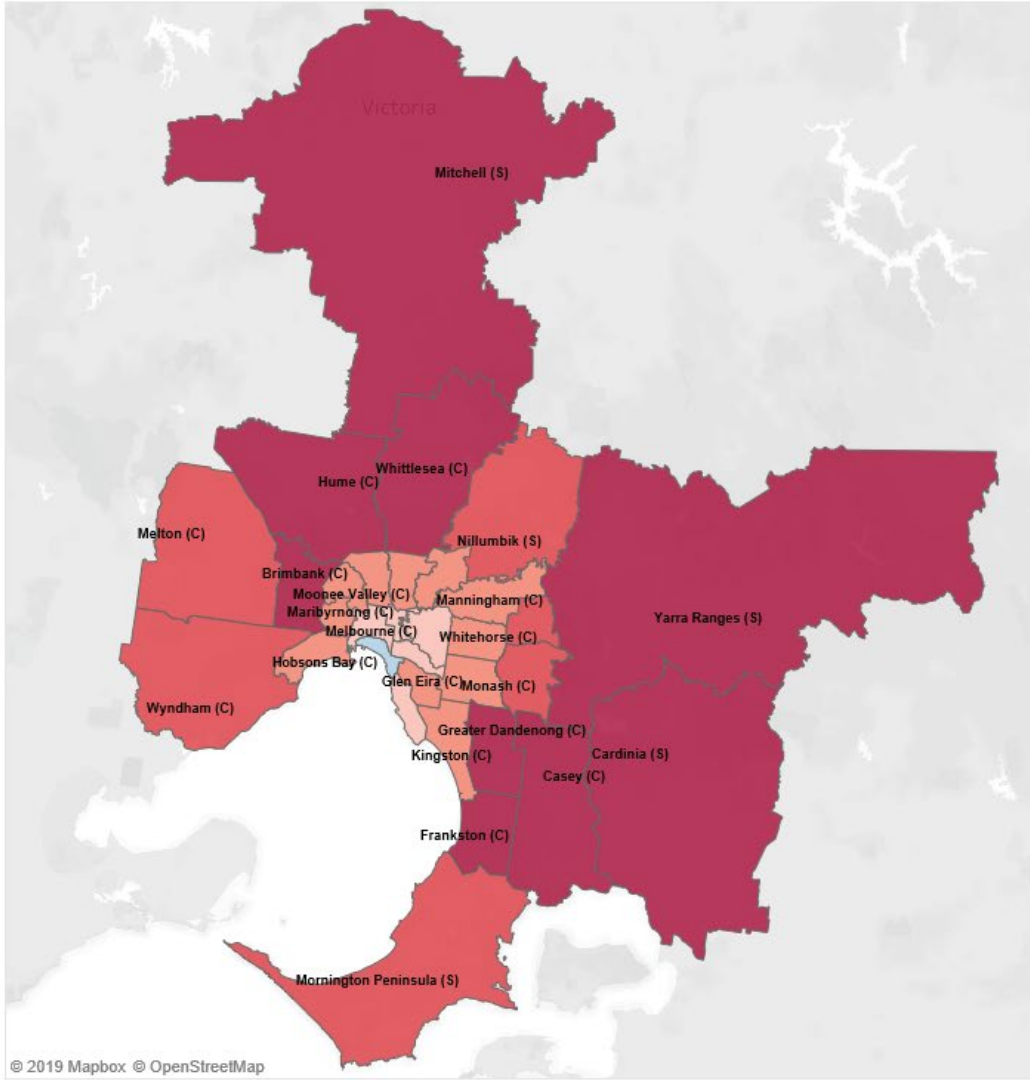 Victoria
Mitchell (S)
Whittlesea (C)
Hume (C)
Melton (C)
Nillumbik (S)
Brimbank (C)
Moonee Valley (C)
Manningham (C)
Maribyrnong (C)
Yarra Ranges (S)
Melbourne (C)
Whitehorse (C)
Hobsons Bay (C)
Glen Eira (C)
Monash (C)
Wyndham (C)
Greater Dandenong (C)
Kingston (C)
Cardinia (S)
Casey (C)
Frankston (C)
Mornington Peninsula (S)
© 2019 Mapbox © OpenStreetMap